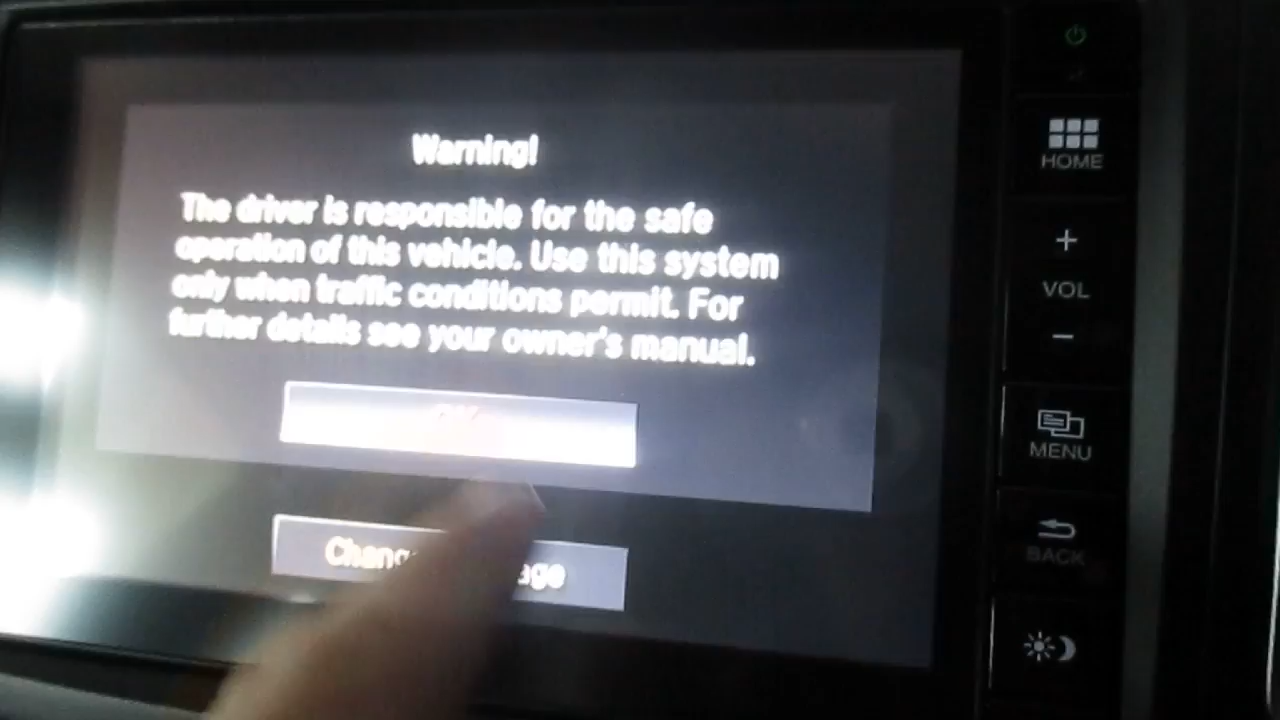 Warning!
The driver is responsible for the safe
operation of this vehicle. Use this system
only when traffic conditions permit. For
further details see your owner's manual.
HOME
+
VOL
−
MENU
BACK